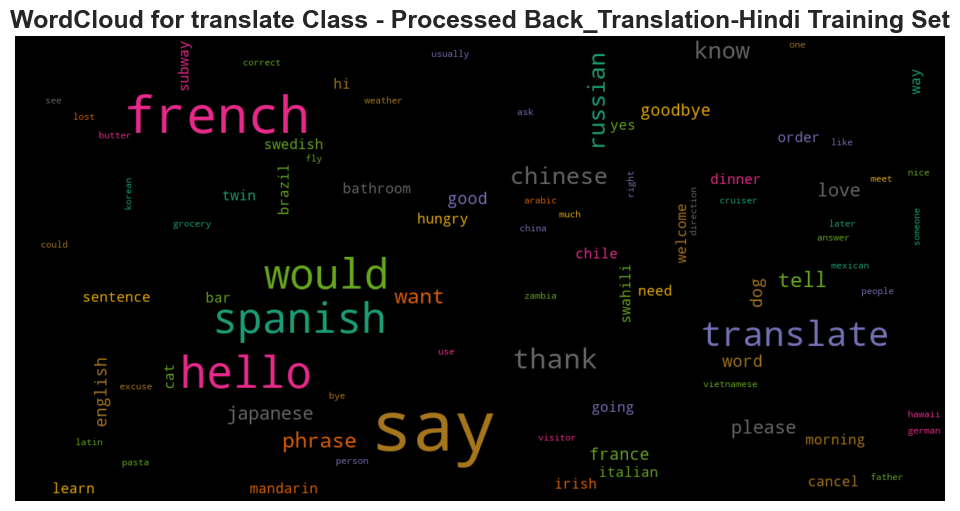 WordCloud for translate Class - Processed Back_Translation-Hindi Training Set
one
know
usually
subway
correct
russian
hi
way
see
weather
french
goodbye
ask
lost
yes
butter
order
like
swedish
fly
chinese
nice
meet
dinner
right
korean
brazil
bathroom
love
twin
good
direction
arabic
cruiser
much
hungry
grocery
later
someone
china
welcome
answer
could
chile
mexican
would
tell
swahili
dog
need
people
sentence
bar
want
zambia
spanish
translate
use
thank
word
hello
cat
english
excuse
vietnamese
bye
going
japanese
say
hawaii
please
german
visitor
phrase
morning
latin
france
pasta
person
italian
father
cancel
irish
learn
mandarin